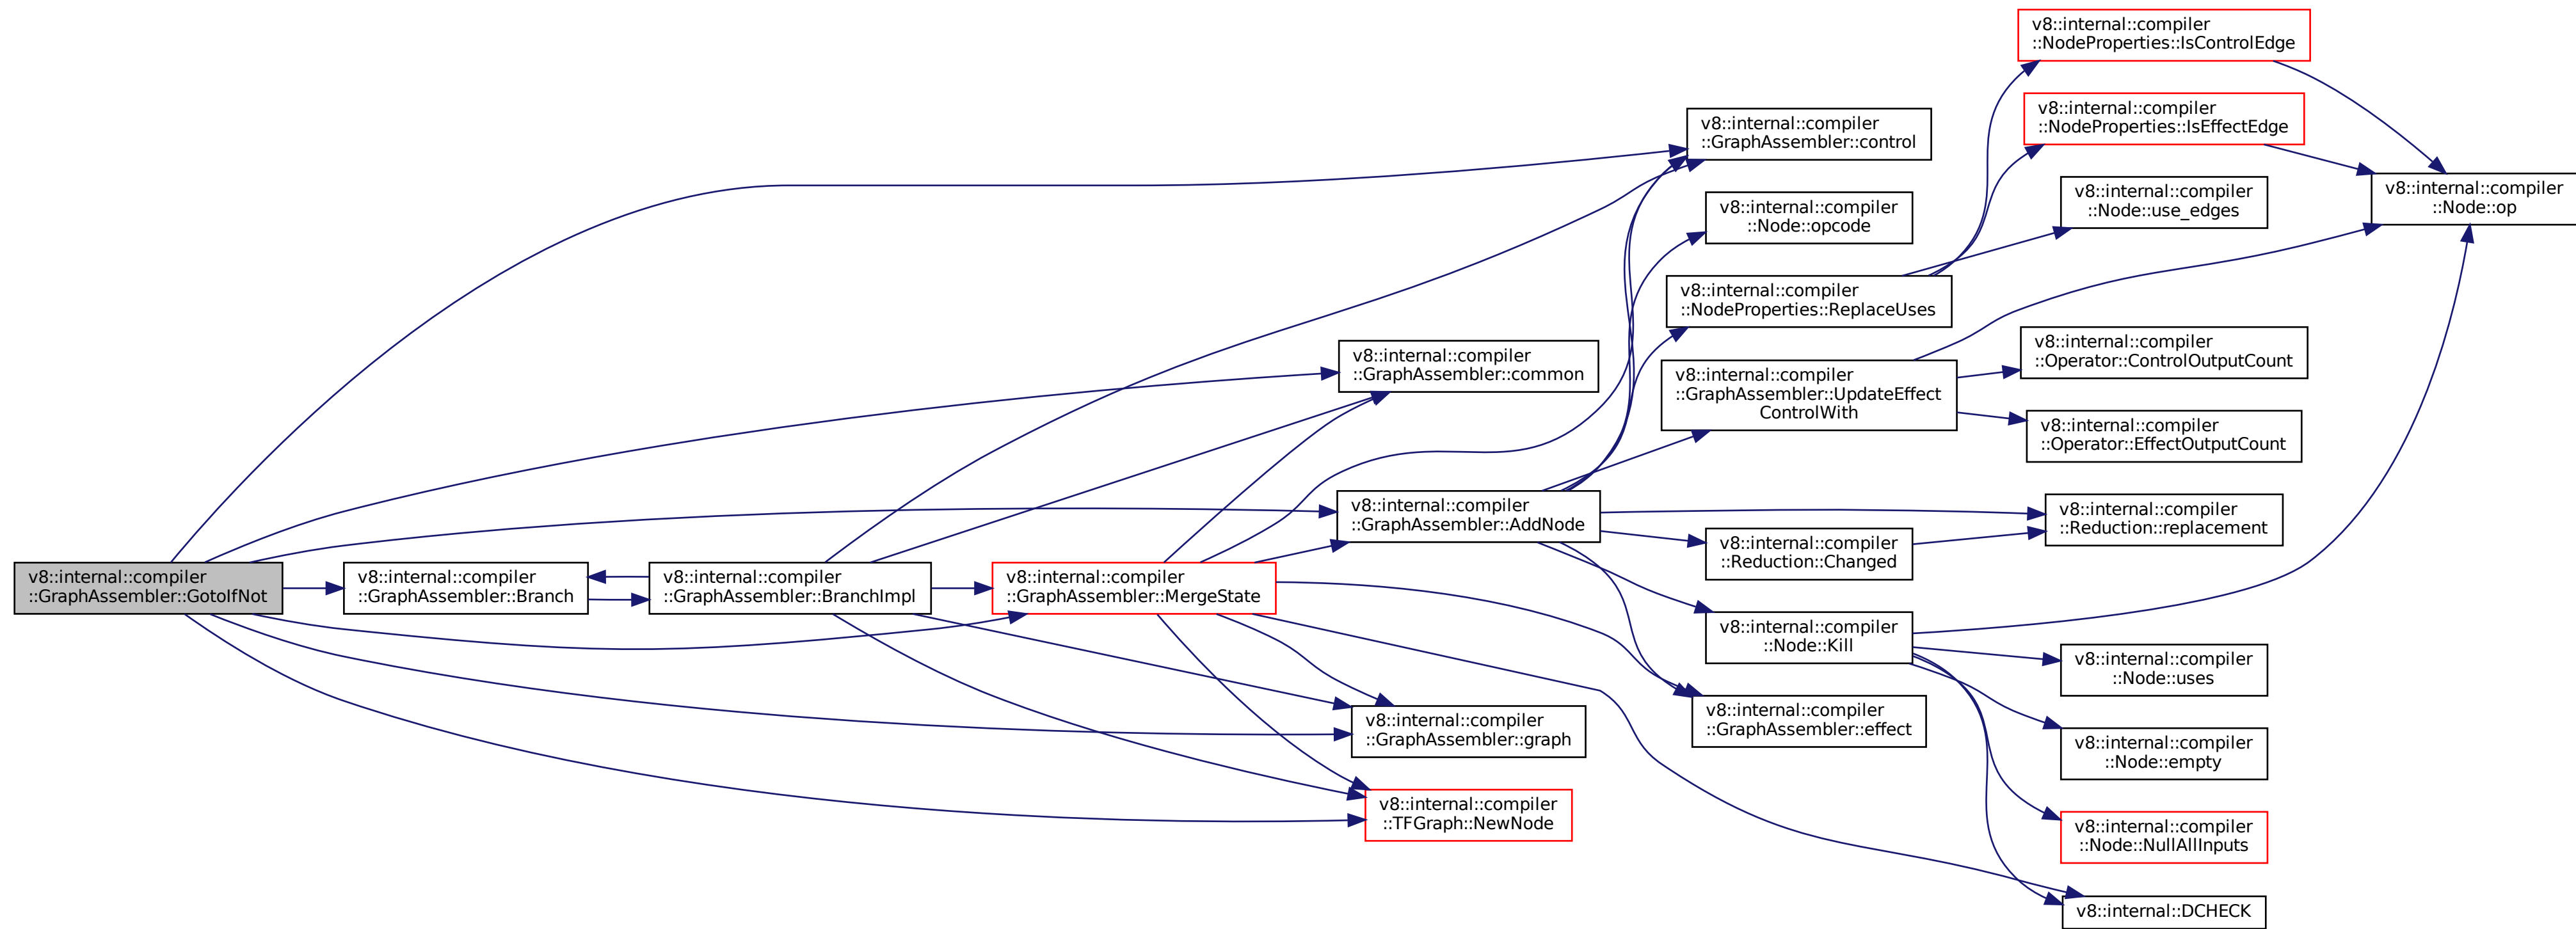 v8::internal::compiler
::GraphAssembler::GotoIfNot
v8::internal::compiler
::GraphAssembler::Branch
v8::internal::compiler
::GraphAssembler::BranchImpl
v8::internal::compiler
::GraphAssembler::MergeState
v8::internal::compiler
::GraphAssembler::common
v8::internal::compiler
::GraphAssembler::AddNode
v8::internal::compiler
::GraphAssembler::graph
v8::internal::compiler
::TFGraph::NewNode
v8::internal::compiler
::GraphAssembler::control
v8::internal::compiler
::Node::opcode
v8::internal::compiler
::NodeProperties::ReplaceUses
v8::internal::compiler
::GraphAssembler::UpdateEffect
ControlWith
v8::internal::compiler
::Reduction::Changed
v8::internal::compiler
::Node::Kill
v8::internal::compiler
::GraphAssembler::effect
v8::internal::compiler
::NodeProperties::IsControlEdge
v8::internal::compiler
::NodeProperties::IsEffectEdge
v8::internal::compiler
::Node::use_edges
v8::internal::compiler
::Operator::ControlOutputCount
v8::internal::compiler
::Operator::EffectOutputCount
v8::internal::compiler
::Reduction::replacement
v8::internal::compiler
::Node::uses
v8::internal::compiler
::Node::empty
v8::internal::compiler
::Node::NullAllInputs
v8::internal::DCHECK
v8::internal::compiler
::Node::op